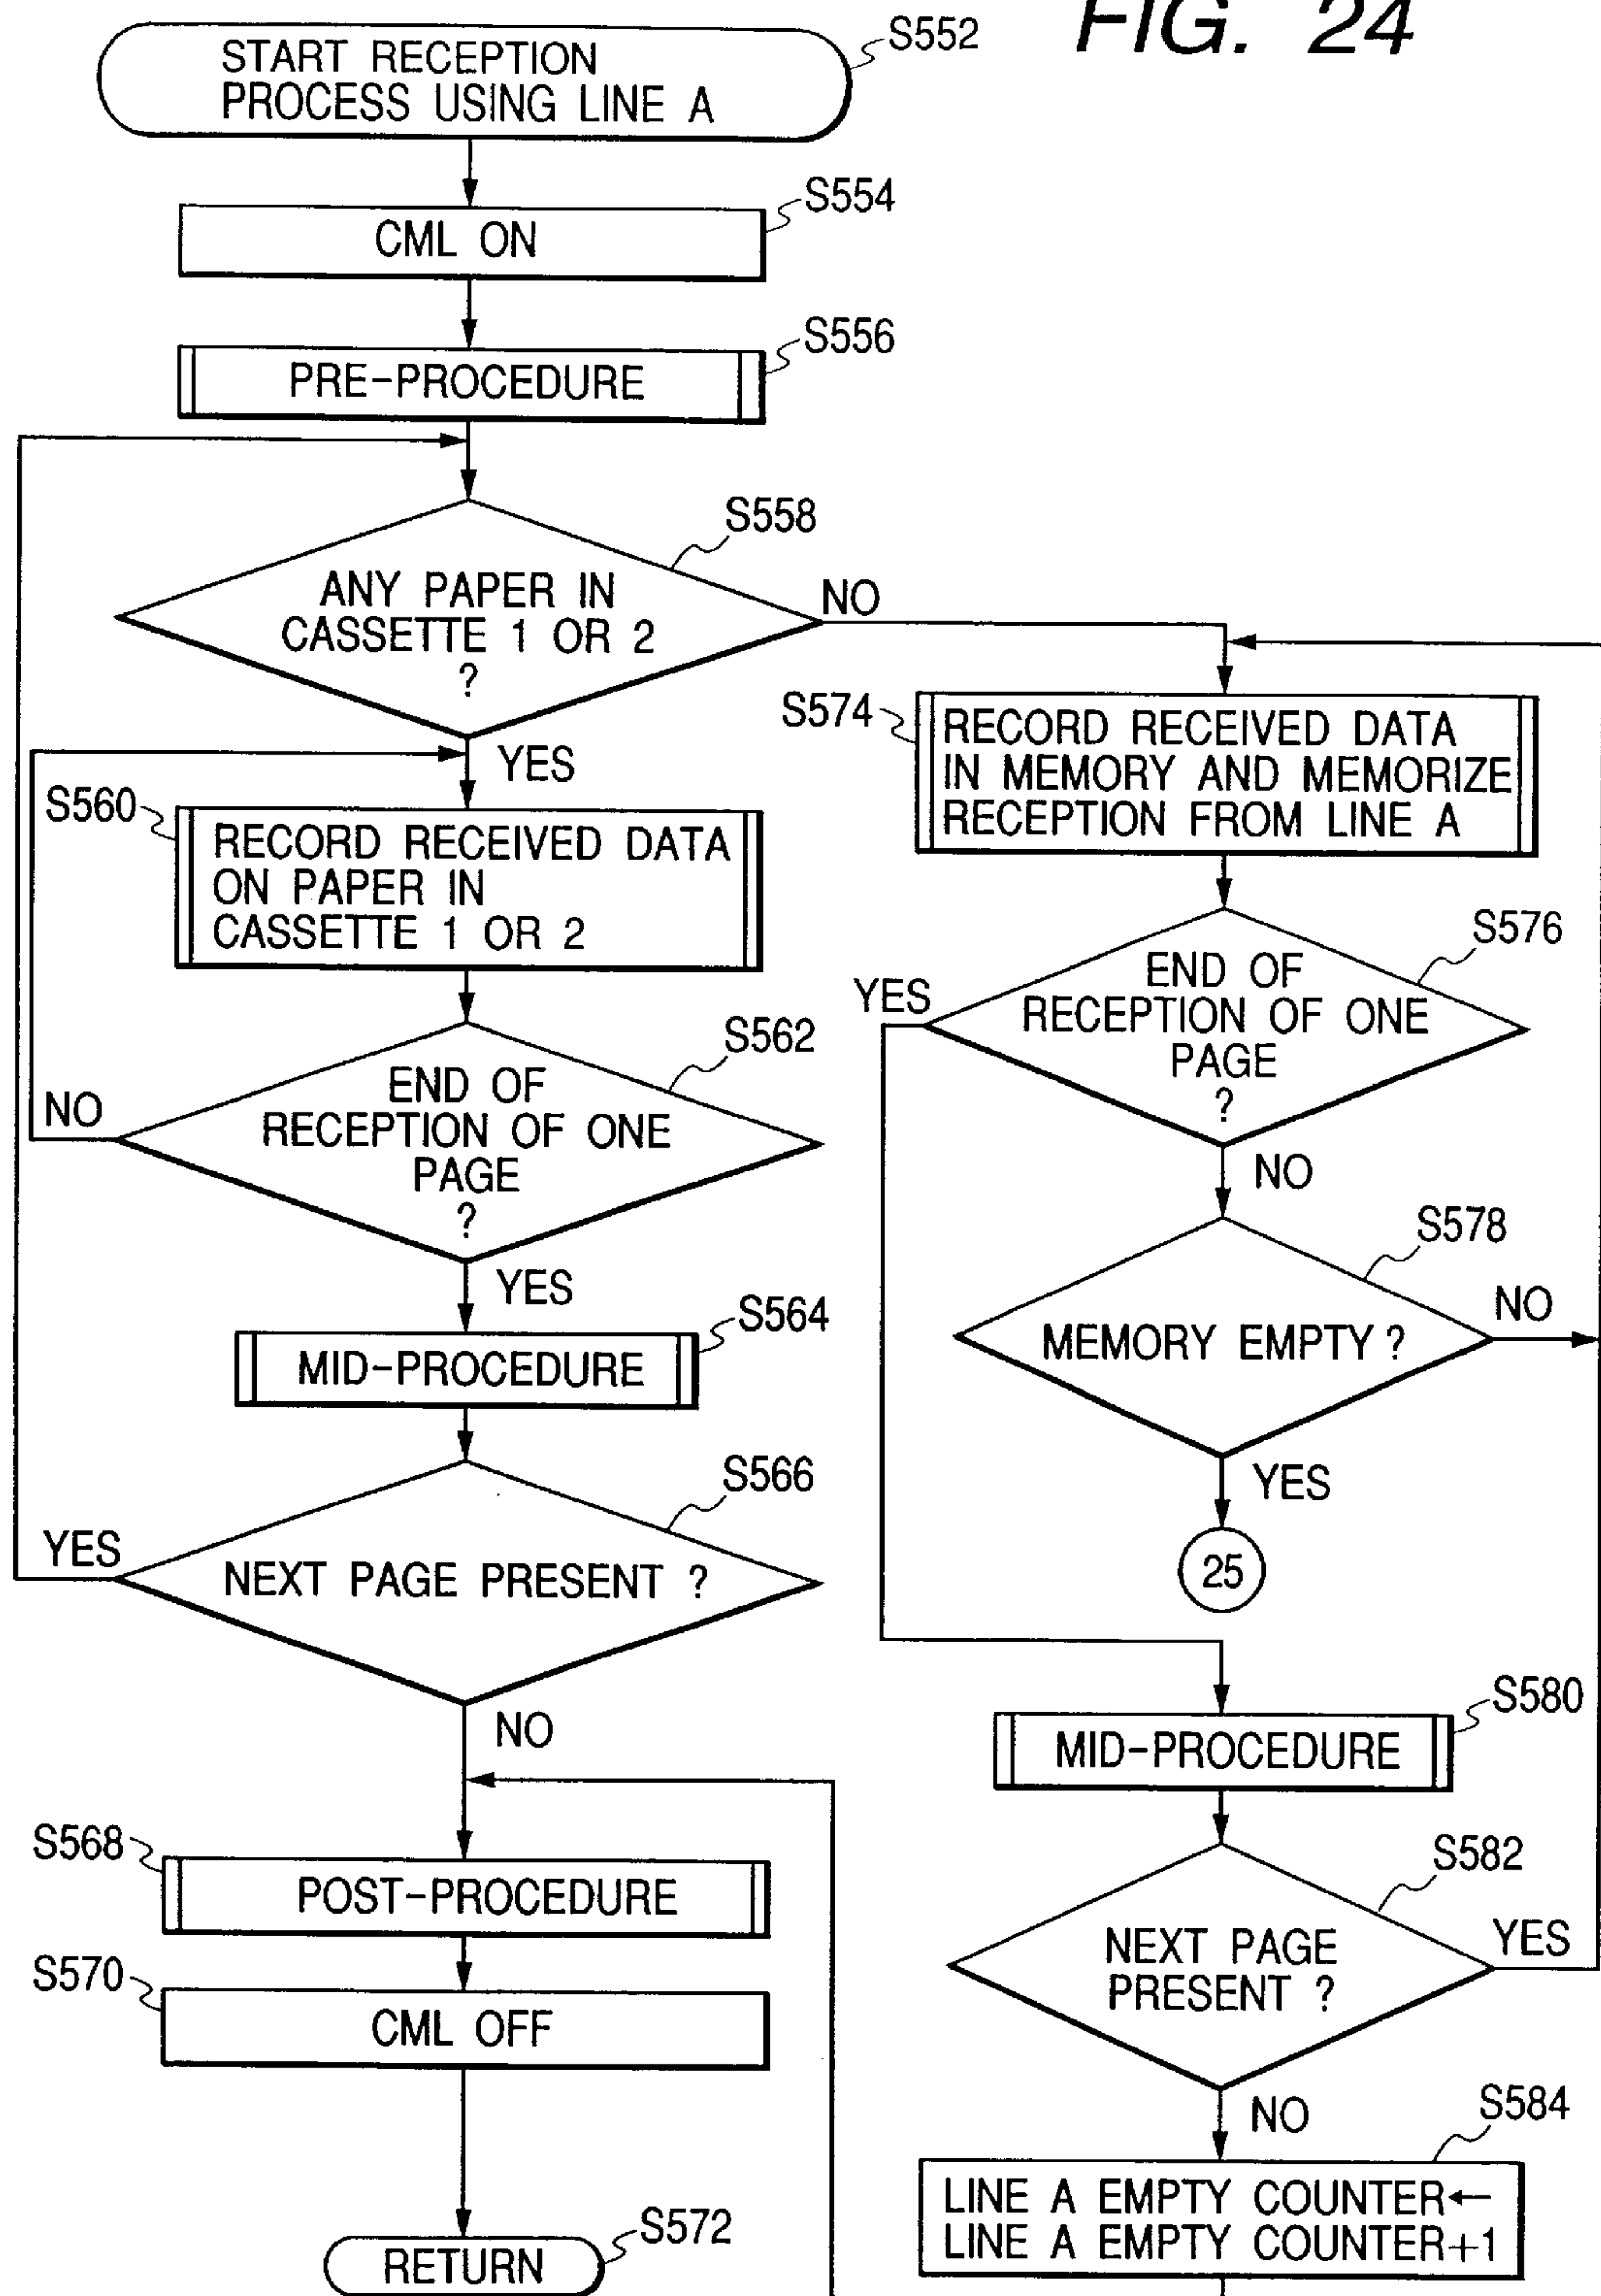 FIG. 24
START RECEPTION
PROCESS USING LINE A
S552
CML ON
S554
PRE-PROCEDURE
S556
ANY PAPER IN
CASSETTE 1 OR 2
?
S558
NO
YES
S560
RECORD RECEIVED DATA
ON PAPER IN
CASSETTE 1 OR 2
END OF
RECEPTION OF ONE
PAGE
?
S562
NO
YES
MID-PROCEDURE
S564
NEXT PAGE PRESENT ?
S566
YES
NO
S568
POST-PROCEDURE
S570
CML OFF
RETURN
S572
S574
RECORD RECEIVED DATA
IN MEMORY AND MEMORIZE
RECEPTION FROM LINE A
END OF
RECEPTION OF ONE
PAGE
?
S576
YES
NO
MEMORY EMPTY ?
S578
NO
YES
25
MID-PROCEDURE
S580
NEXT PAGE
PRESENT ?
S582
YES
NO
S584
LINE A EMPTY COUNTER←
LINE A EMPTY COUNTER+1